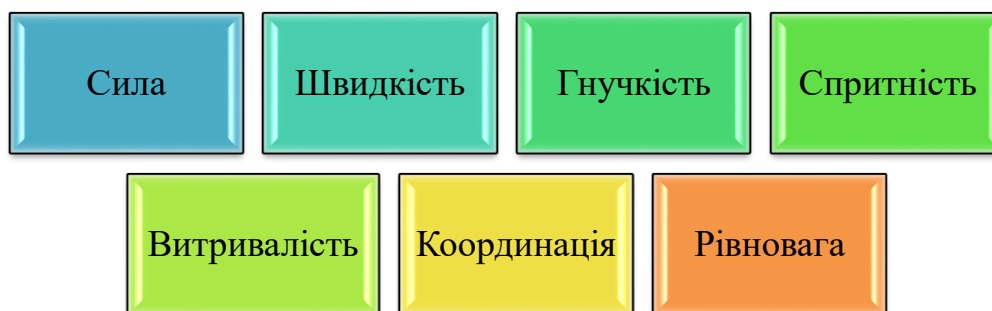 Сила
Швидкість
Гнучкість
Спритність
Витривалість
Координація
Рівновага